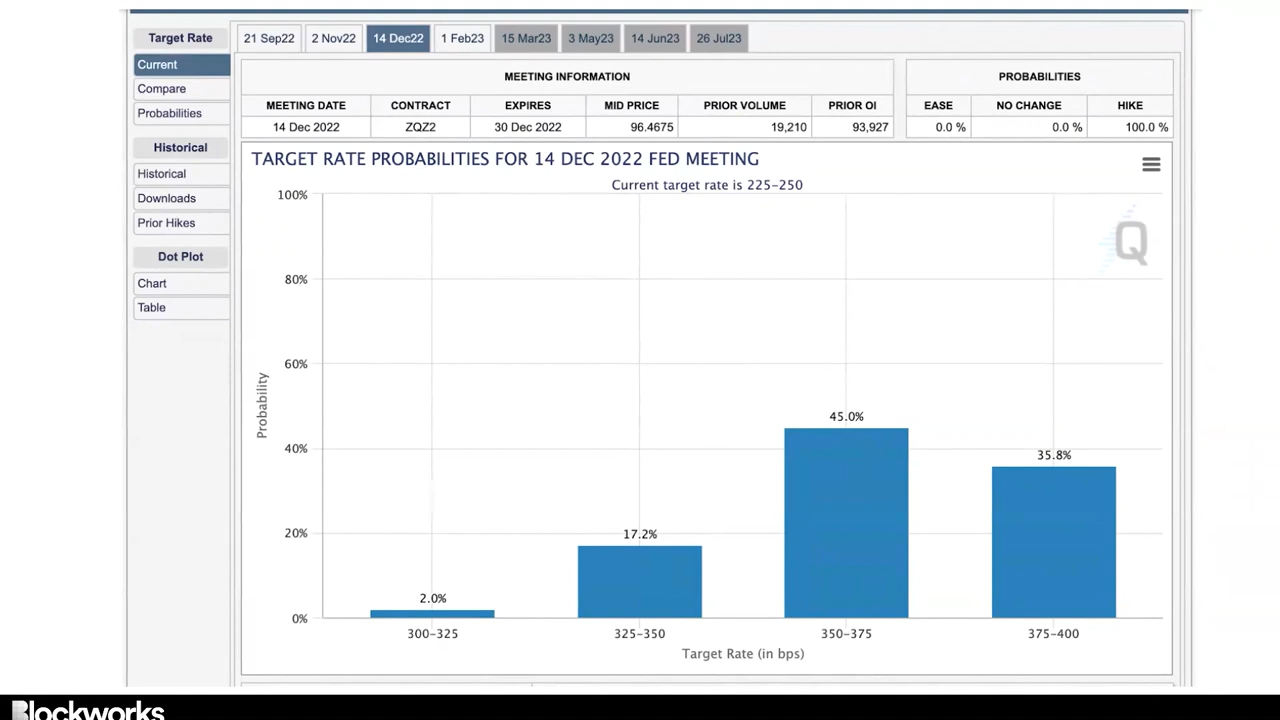 Target Rate
Current
Compare
Probabilities
Historical
Historical
Downloads
Prior Hikes
Dot Plot
Chart
Table
21 Sep22 2 Nov22 14 Dec22 1 Feb23 15 Mar23 3 May23 14 Jun23 26 Jul23
MEETING INFORMATION
MEETING DATE CONTRACT EXPIRES MID PRICE PRIOR VOLUME PRIOR OI
14 Dec 2022 ZQZ2 30 Dec 2022 96.4675 19,210 93,927
PROBABILITIES
EASE NO CHANGE HIKE
0.0 % 0.0 % 100.0 %
TARGET RATE PROBABILITIES FOR 14 DEC 2022 FED MEETING
Current target rate is 225-250
Q
Probability
100%
80%
60%
40%
20%
0%
2.0%
17.2%
45.0%
35.8%
300-325 325-350 350-375 375-400
Target Rate (in bps)
Blockworks